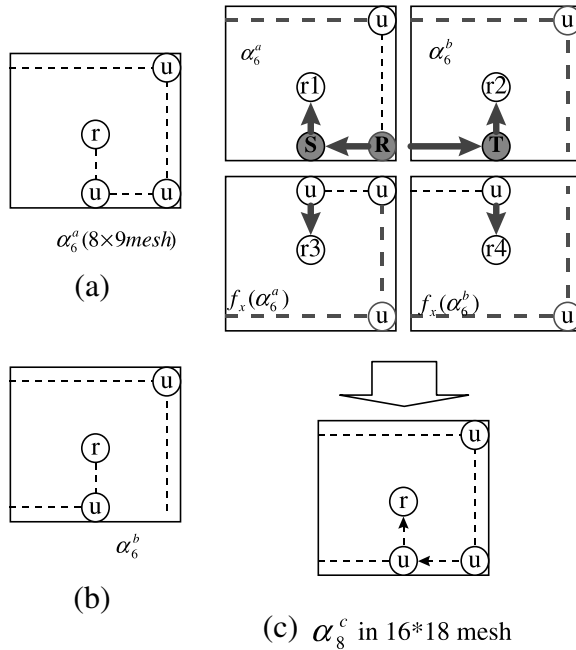 u
r
u
u
α₆ᵃ(8×9mesh)
(a)
u
u
α₆ᵃ
α₆ᵇ
r1
r2
S
R
T
u
u
u
r3
r4
fₓ(α₆ᵃ)
fₓ(α₆ᵇ)
u
u
u
r
u
α₆ᵇ
(b)
u
r
u
u
(c) α₈ᶜ in 16*18 mesh